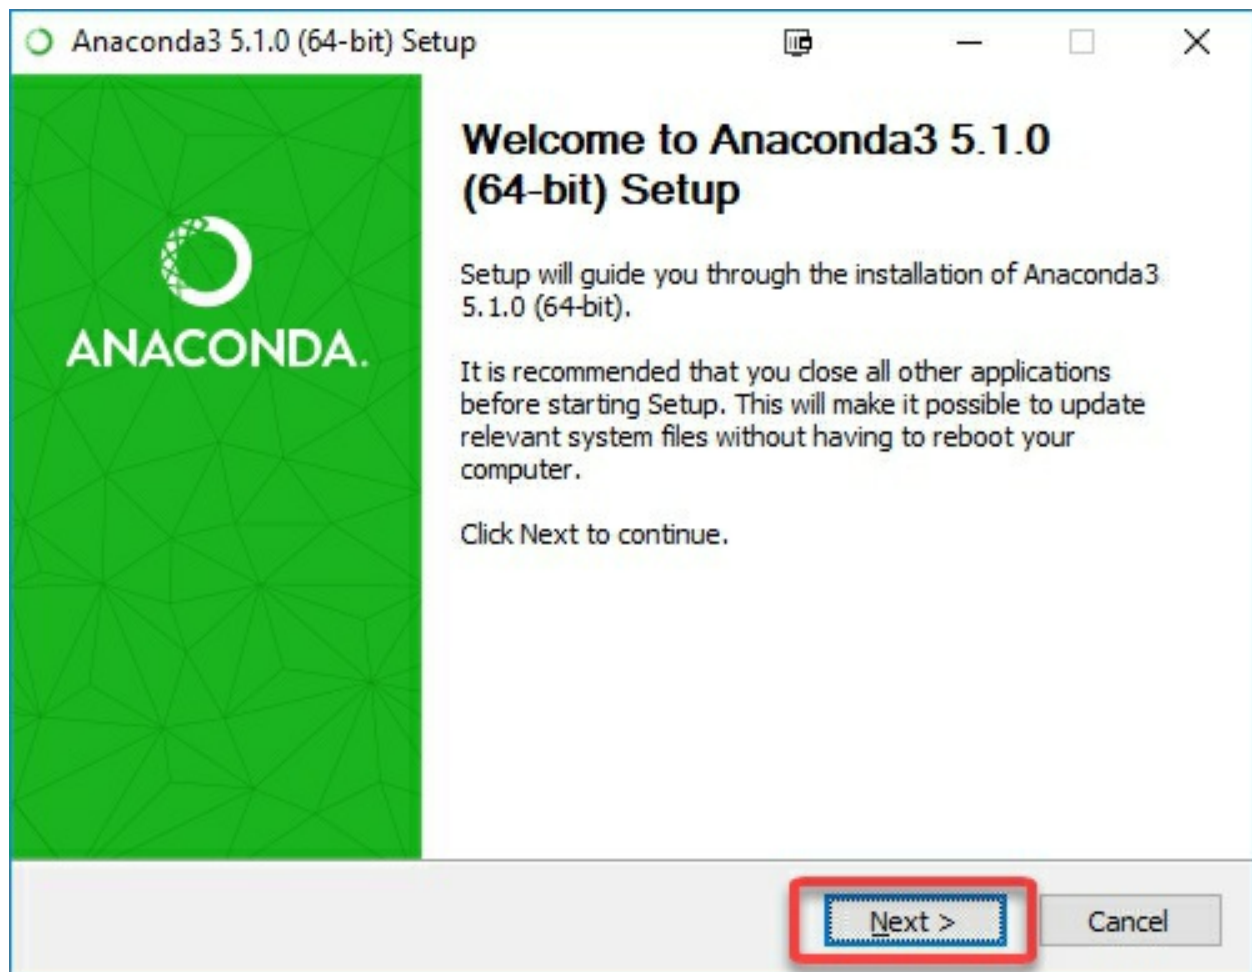 Anaconda3 5.1.0 (64-bit) Setup
ANACONDA.
Welcome to Anaconda3 5.1.0
(64-bit) Setup
Setup will guide you through the installation of Anaconda3
5.1.0 (64-bit).
It is recommended that you close all other applications
before starting Setup. This will make it possible to update
relevant system files without having to reboot your
computer.
Click Next to continue.
Next >
Cancel